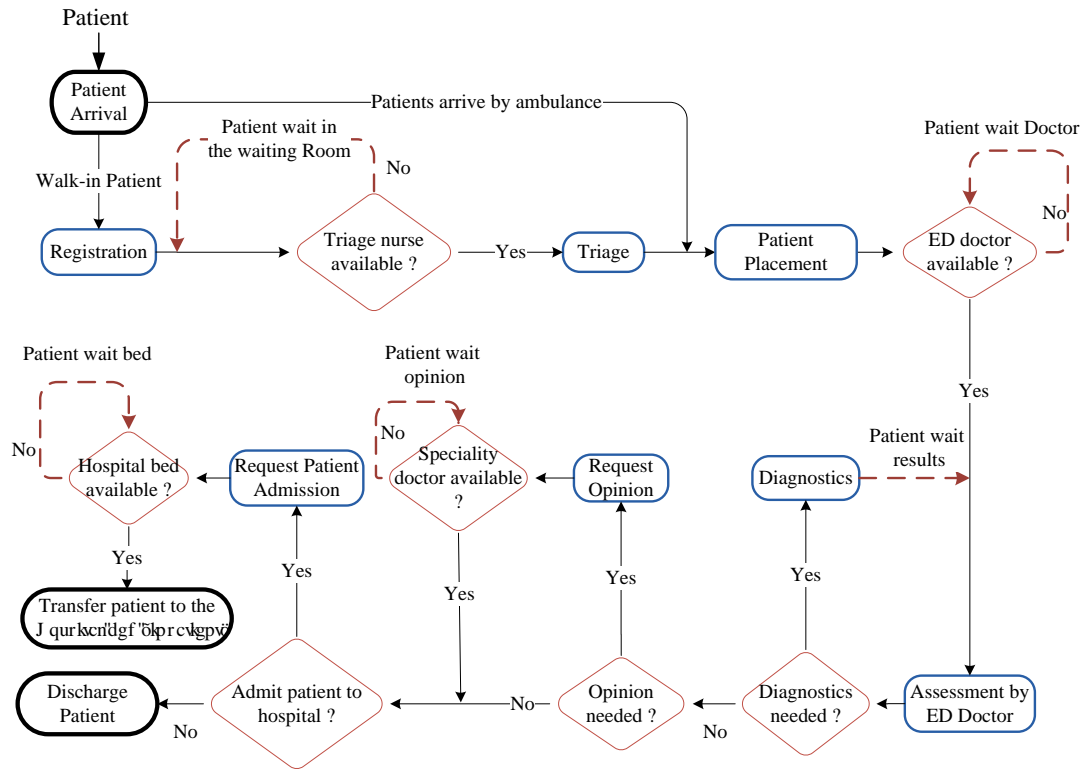 Patient
Patient
Arrival
Patients arrive by ambulance
Patient wait in
the waiting Room
No
Patient wait Doctor
No
Walk-in Patient
Registration
Triage nurse
available ?
Yes
Triage
Patient
Placement
ED doctor
available ?
Patient wait bed
No
Hospital bed
available ?
Request Patient
Admission
Patient wait
opinion
No
Speciality
doctor available
?
Request
Opinion
Diagnostics
Patient wait
results
Yes
Yes
Yes
Yes
Yes
Yes
Transfer patient to the
Discharge
Patient
No
Admit patient to
hospital ?
No
Opinion
needed ?
No
Diagnostics
needed ?
Assessment by
ED Doctor